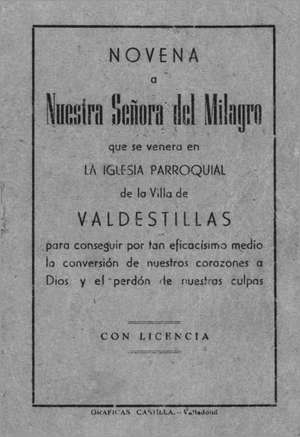 NOVENA
a
Nuestra Señora del Milagro
que se venera en
LA IGLESIA PARROQUIAL
de la Villa de
VALDESTILLAS
para conseguir por tan eficacísimo medio
la conversión de nuestros corazones a
Dios y el perdón de nuestras culpas
CON LICENCIA
GRAFICAS CASTILLA.-Valladolid